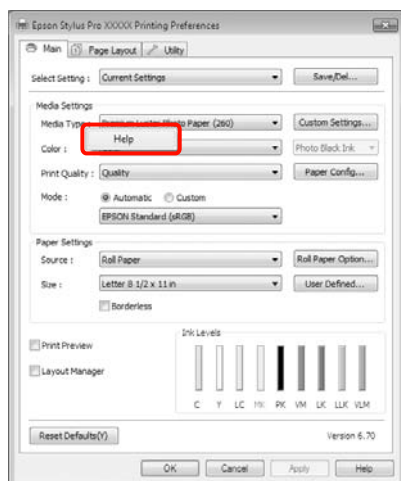 Epson Stylus Pro XXXXX Printing Preferences
Main Page Layout Utility
Select Setting : Current Settings Save/Del...
Media Settings
Media Type : Premium Luster Photo Paper (260) Custom Settings...
Help
Color : Photo Black Ink
Print Quality : Quality Paper Config...
Mode : Automatic Custom
EPSON Standard (sRGB)
Paper Settings
Source : Roll Paper Roll Paper Option...
Size : Letter 8 1/2 x 11 in User Defined...
Borderless
Ink Levels
Print Preview
Layout Manager
C Y LC MK PK VM LK LLK VLM
Reset Defaults(Y) Version 6.70
OK Cancel Apply Help